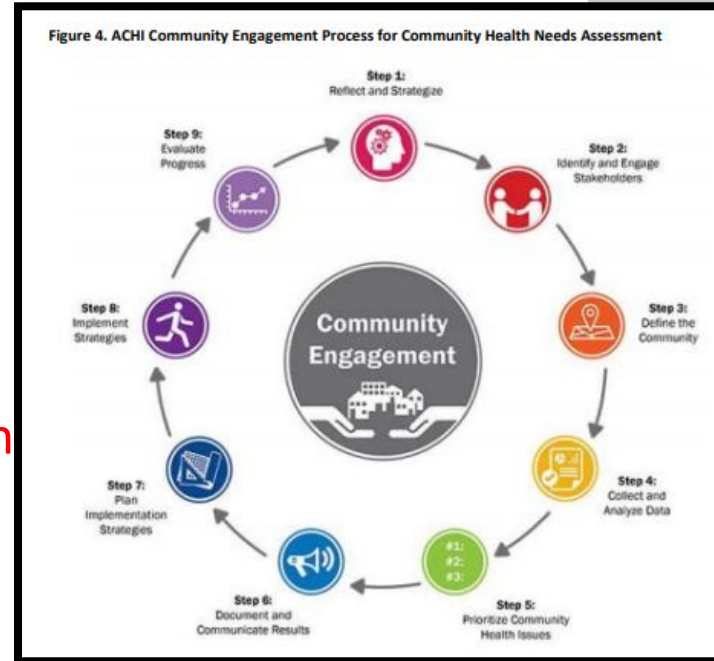 Figure 4. ACHI Community Engagement Process for Community Health Needs Assessment
Step 1:
Reflect and Strategize
Step 2:
Identify and Engage
Stakeholders
Step 3:
Define the
Community
Step 4:
Collect and
Analyze Data
#1:
#2:
#3:
Step 5:
Prioritize Community
Health Issues
Step 6:
Document and
Communicate Results
Step 7:
Plan
Implementation
Strategies
Step 8:
Implement
Strategies
Step 9:
Evaluate
Progress
Community
Engagement